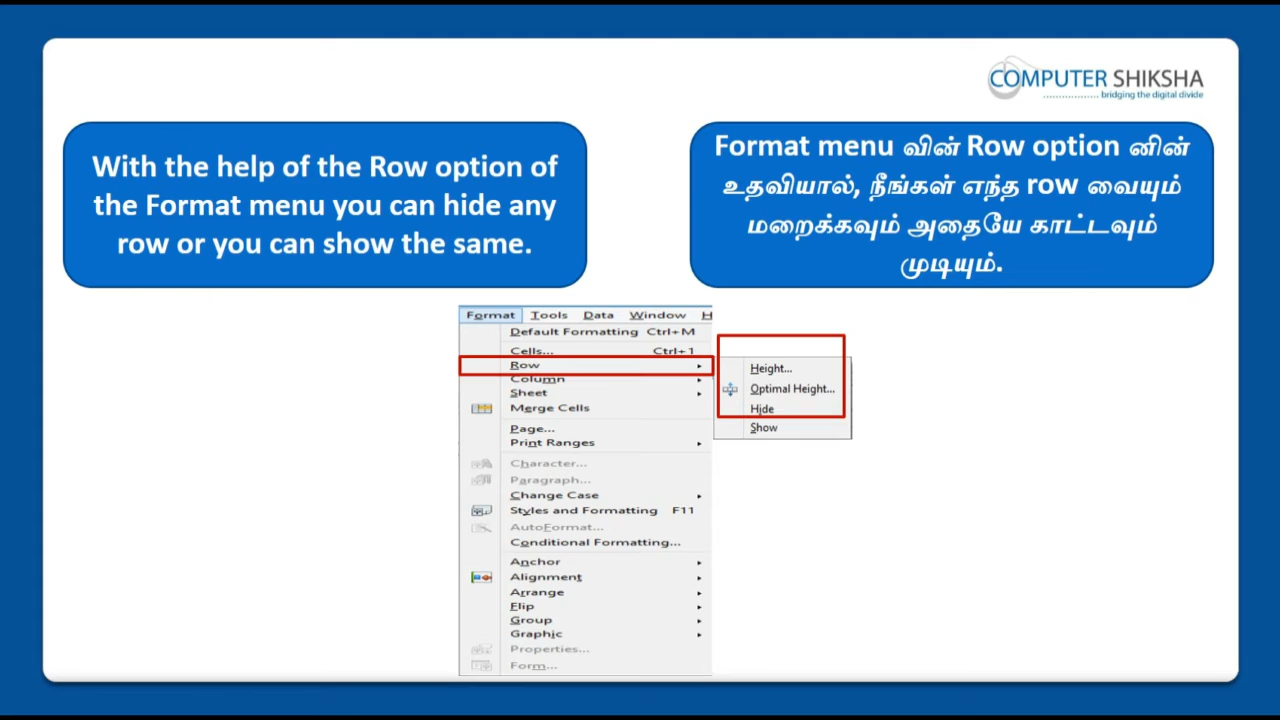 COMPUTER SHIKSHA
bridging the digital divide
With the help of the Row option of
the Format menu you can hide any
row or you can show the same.
Format menu வின் Row option னின்
உதவியால், நீங்கள் எந்த row வையும்
மறைக்கவும் அதையே காட்டவும்
முடியும்.
Format Tools Data Window H
Default Formatting Ctrl+M
Cells... Ctrl+1
Row
Column
Sheet
Merge Cells
Page...
Print Ranges
Character...
Paragraph...
Change Case
Styles and Formatting F11
AutoFormat...
Conditional Formatting...
Anchor
Alignment
Arrange
Flip
Group
Graphic
Properties...
Form...
Height...
Optimal Height...
Hide
Show